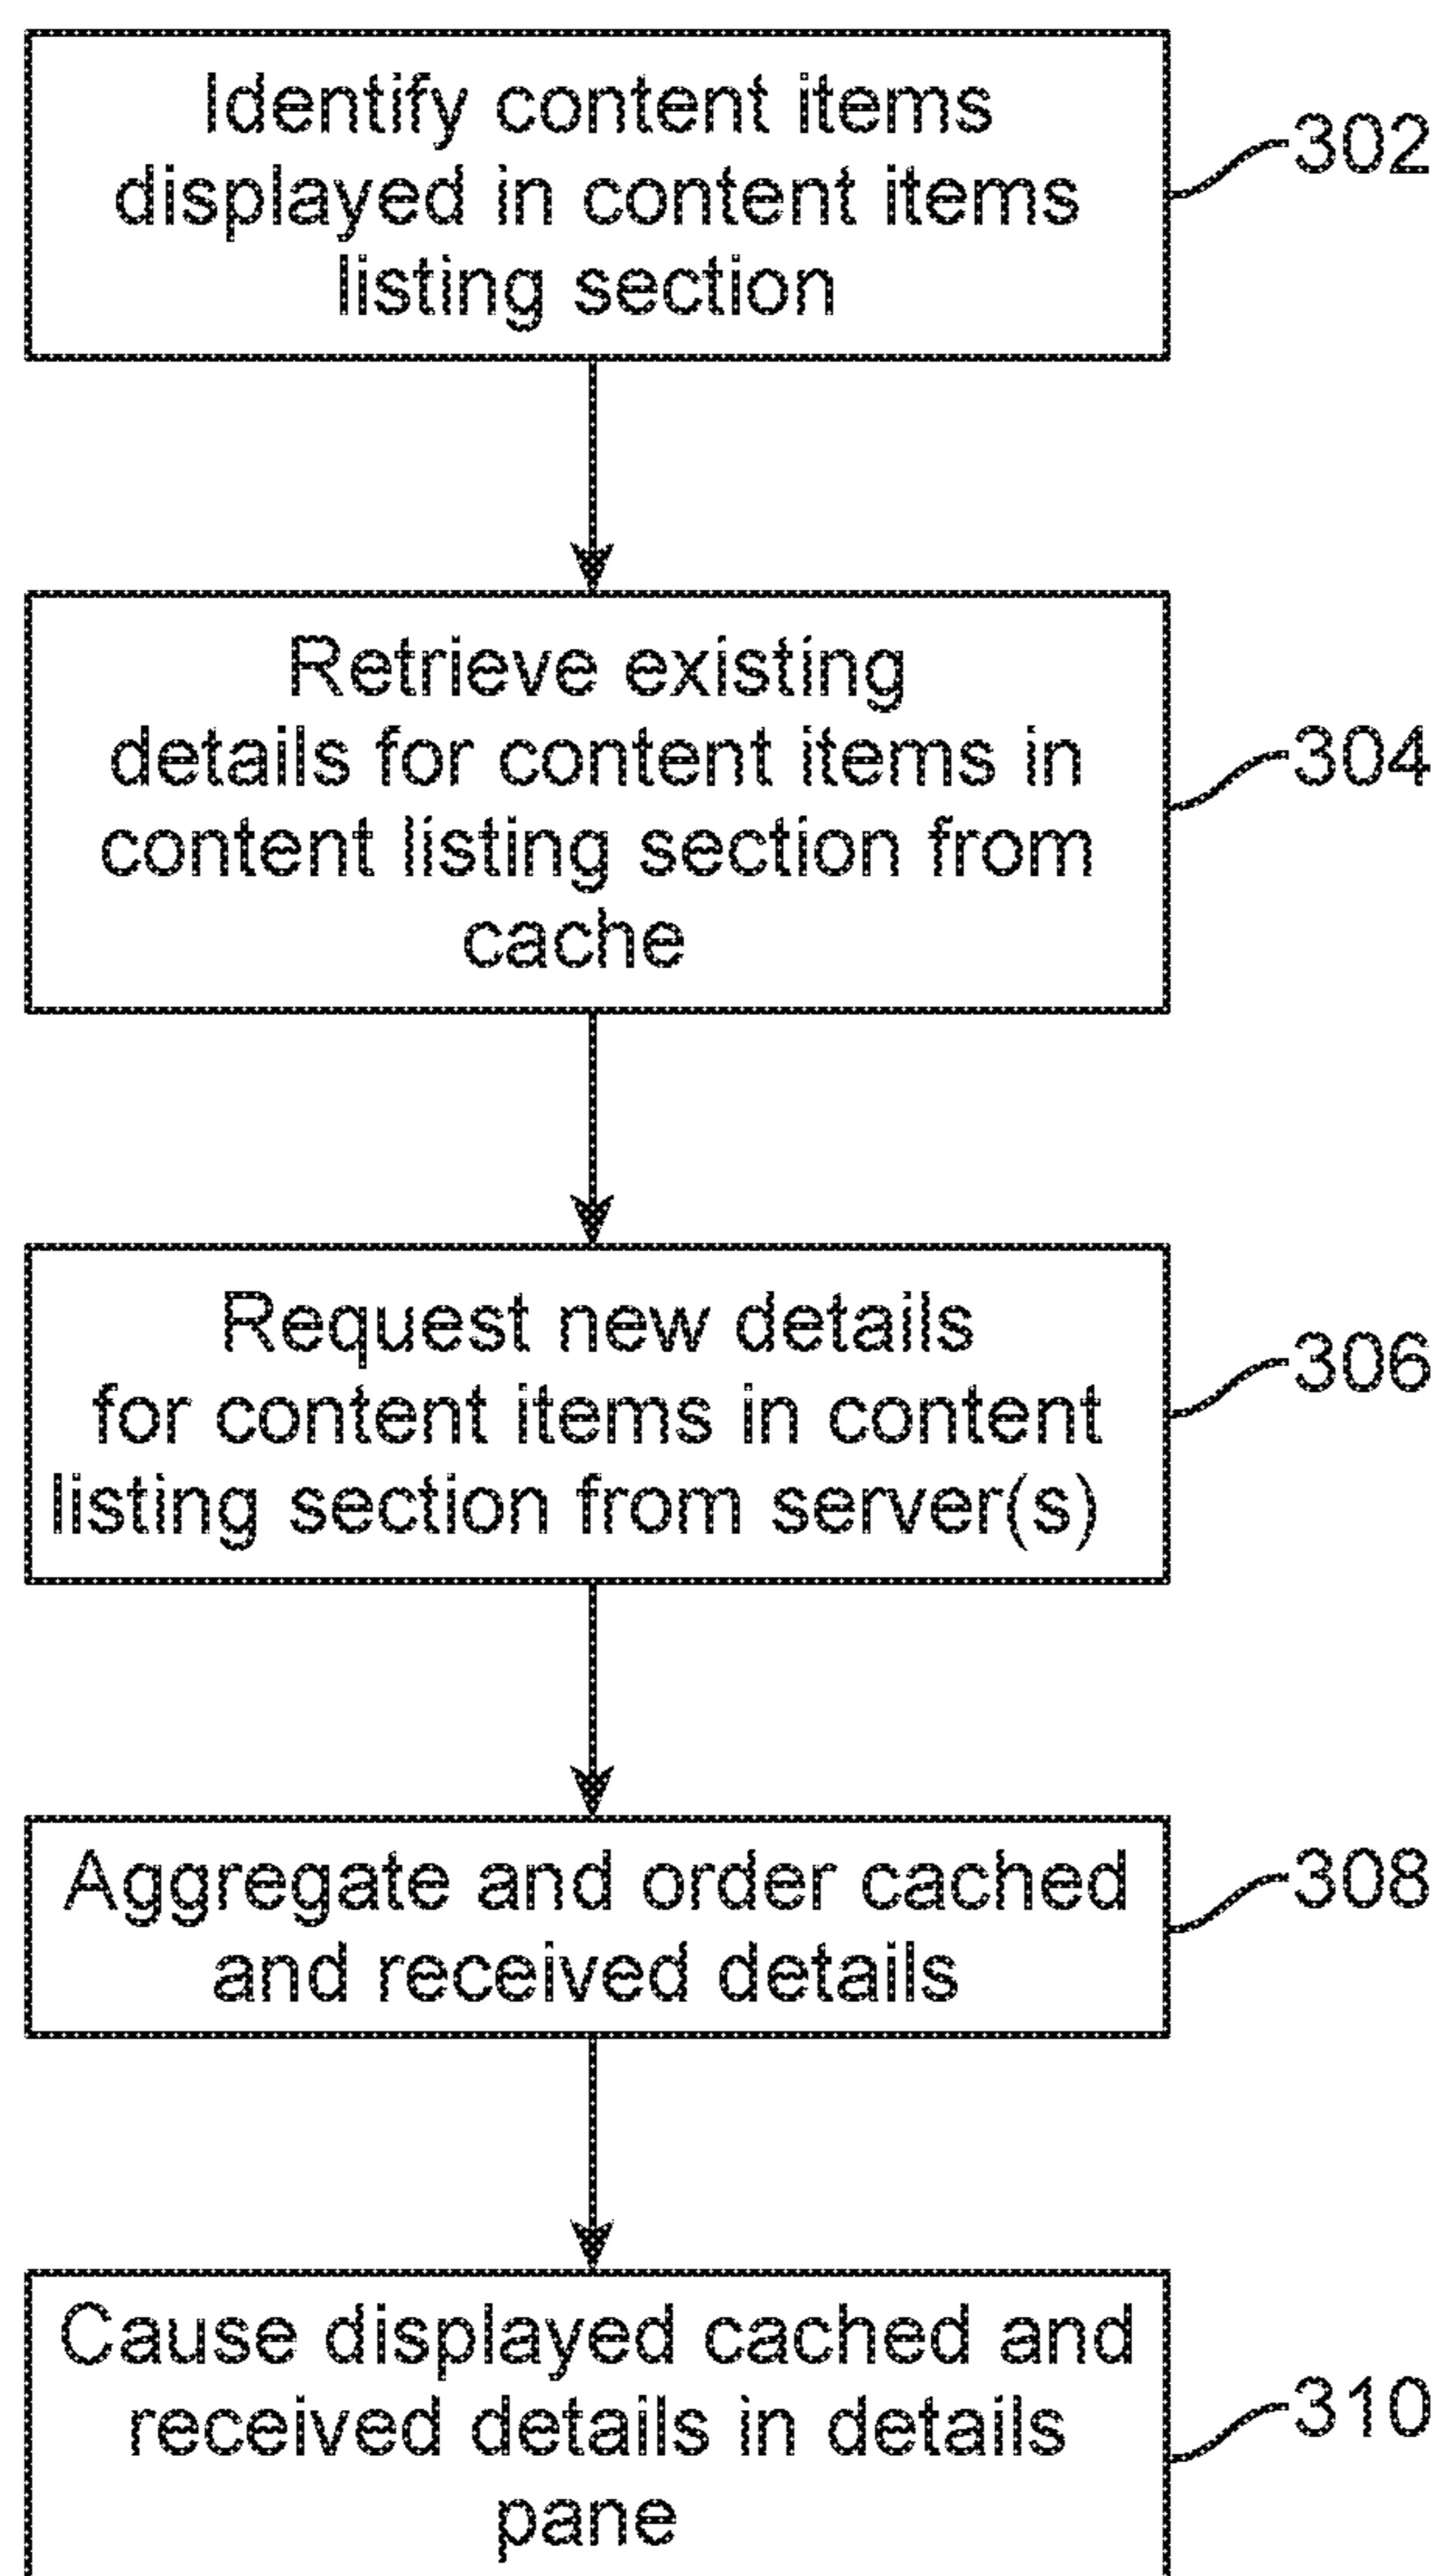 Identify content items
displayed in content items
listing section
302
Retrieve existing
details for content items in
content listing section from
cache
304
Request new details
for content items in content
listing section from server(s)
306
Aggregate and order cached
and received details
308
Cause displayed cached and
received details in details
pane
310